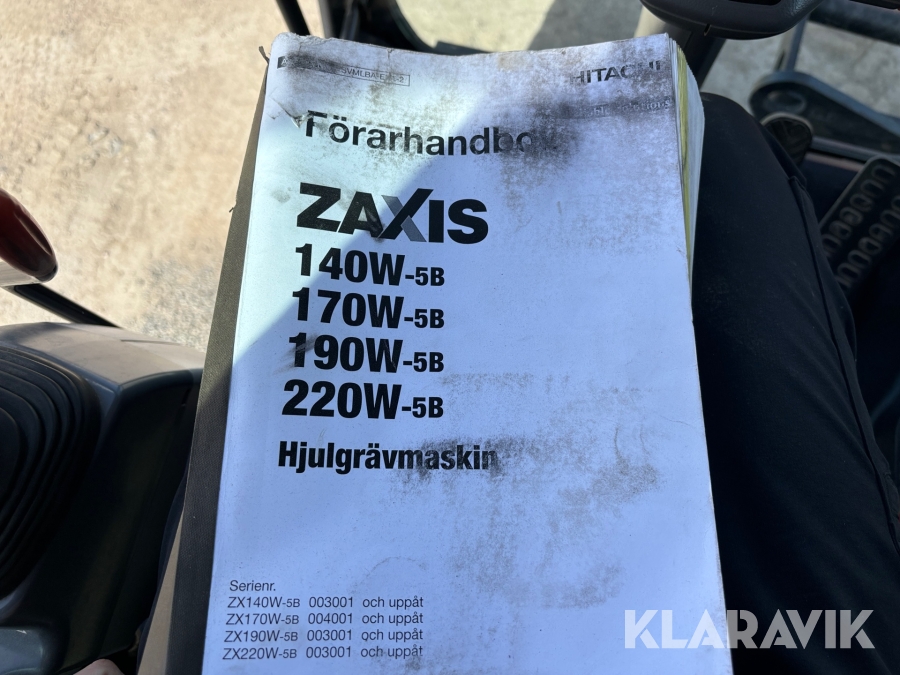 HITACHI
Förarhandbok
ZAXIS
140W-5B
170W-5B
190W-5B
220W-5B
Hjulgrävmaskin
Serienr.
ZX140W-5B 003001 och uppåt
ZX170W-5B 004001 och uppåt
ZX190W-5B 003001 och uppåt
ZX220W-5B 003001 och uppåt
KLARAVIK